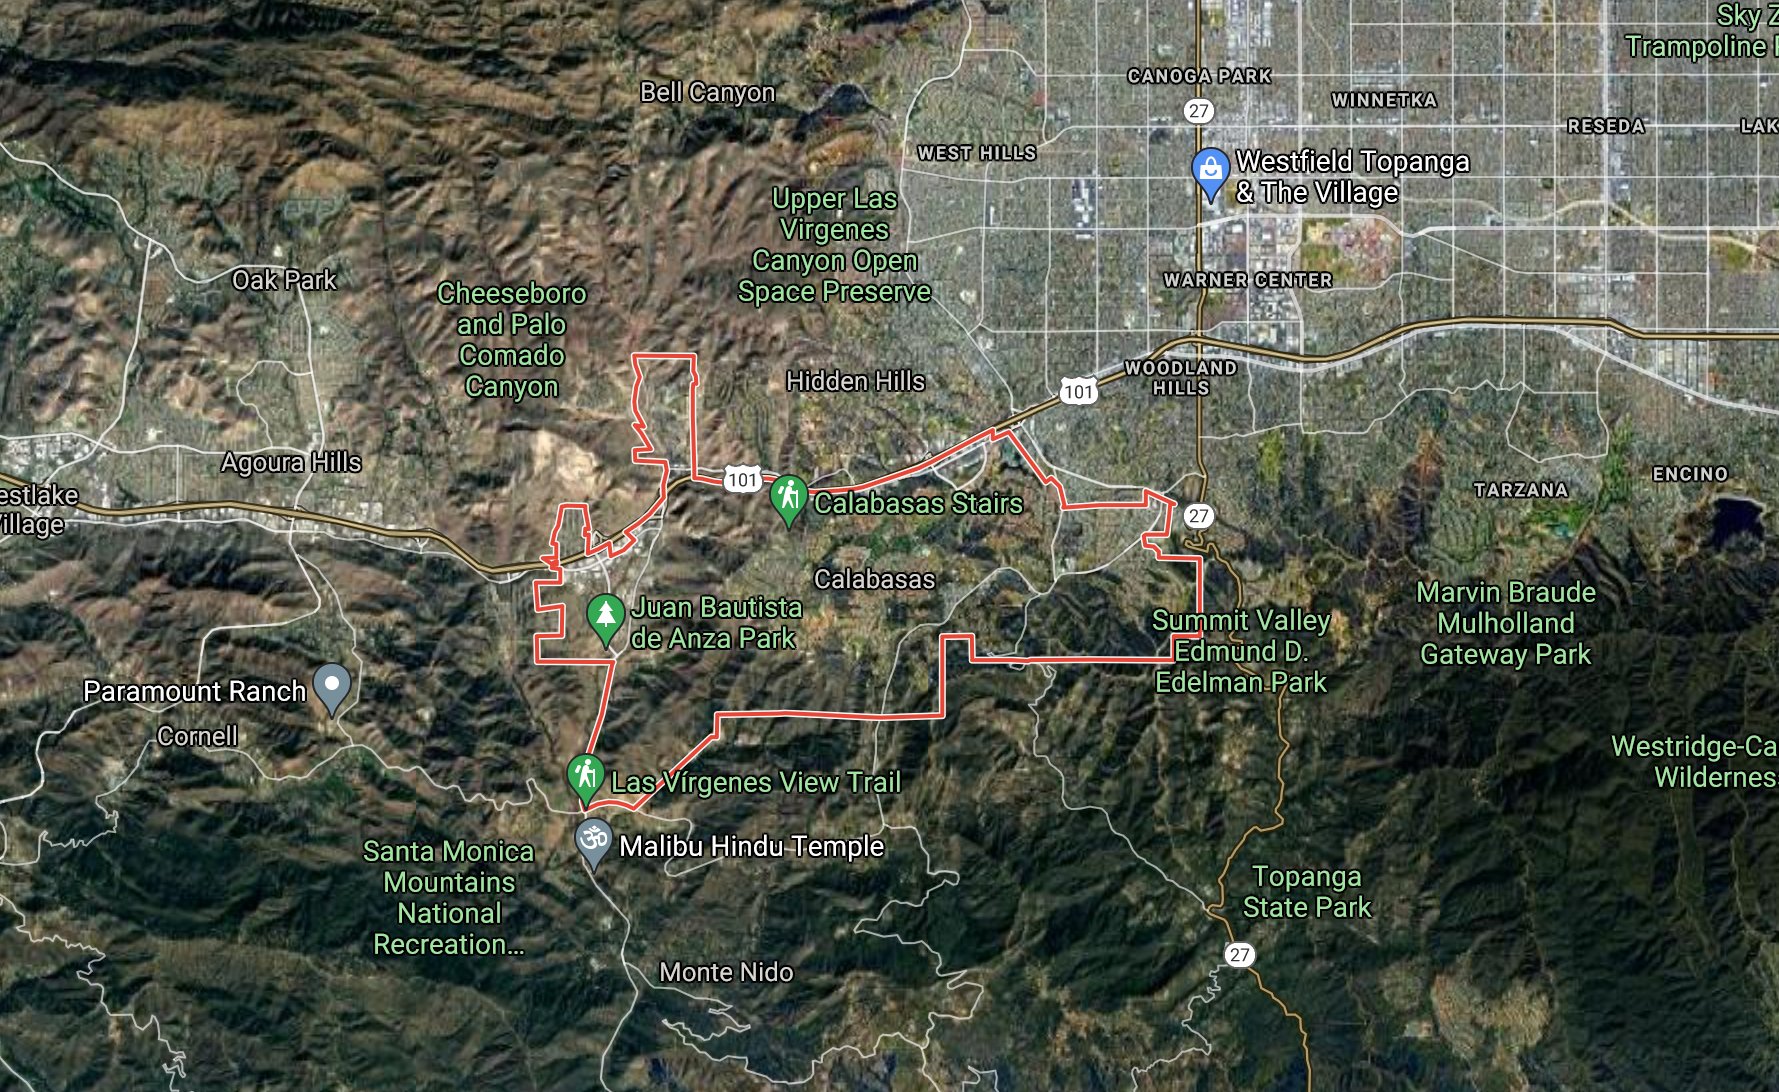 Sky Z
Trampoline
Bell Canyon
CANOGA PARK
27
WINNETKA
RESEDA
LAK
WEST HILLS
Westfield Topanga
& The Village
Upper Las
Virgenes
Canyon Open
Space Preserve
Oak Park
Cheeseboro
and Palo
Comado
Canyon
WARNER CENTER
Hidden Hills
WOODLAND
HILLS
101
Agoura Hills
101
Calabasas Stairs
ENCINO
TARZANA
estlake
Village
27
Calabasas
Juan Bautista
de Anza Park
Summit Valley
Edmund D.
Edelman Park
Marvin Braude
Mulholland
Gateway Park
Paramount Ranch
Cornell
Westridge-Ca
Wildernes
Las Vírgenes View Trail
Malibu Hindu Temple
Santa Monica
Mountains
National
Recreation...
Topanga
State Park
27
Monte Nido